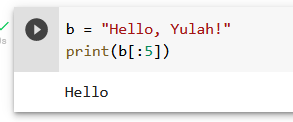 b = "Hello, Yulah!"
print(b[:5])
Hello